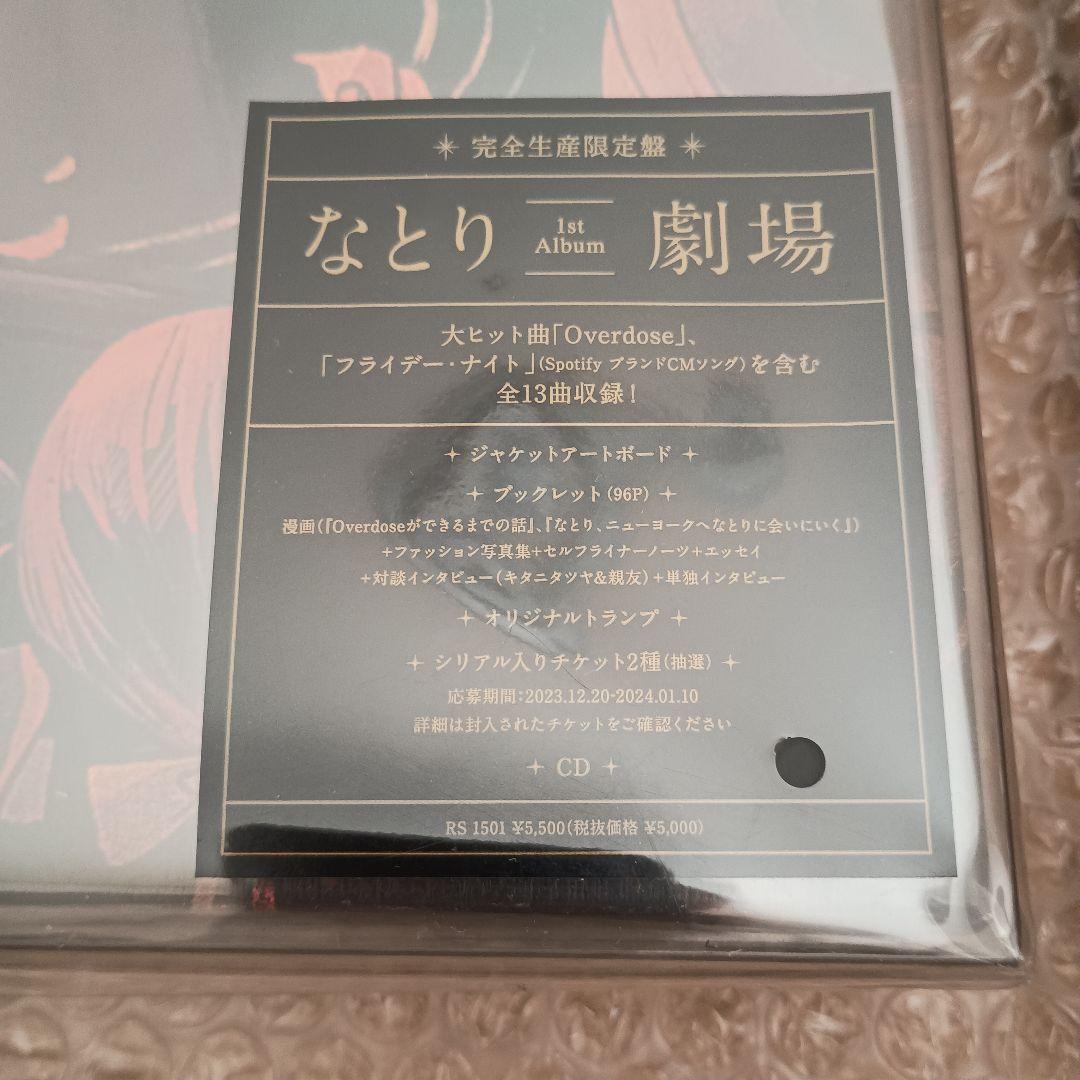 完全生産限定盤
なとり 1st Album 劇場
大ヒット曲「Overdose」、
「フライデー・ナイト」(Spotify ブランドCMソング)を含む
全13曲収録!
ジャケットアートボード
ブックレット(96P)
漫画(『Overdoseができるまでの話』、『なとり、ニューヨークへなとりに会いにいく』)
+ファッション写真集+セルフライナーノーツ+エッセイ
+対談インタビュー(キタニタツヤ&親友)+単独インタビュー
オリジナルトランプ
シリアル入りチケット2種(抽選)
応募期間:2023.12.20-2024.01.10
詳細は封入されたチケットをご確認ください
CD
RS 1501 ¥5,500(税抜価格 ¥5,000)